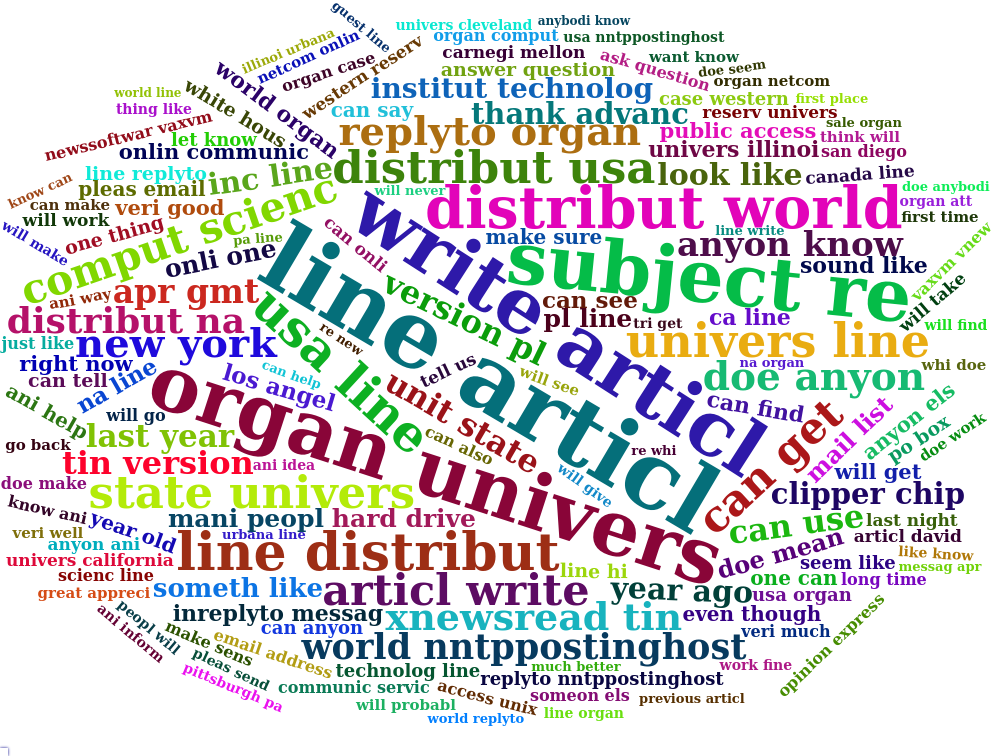 guest line
anybodi know
univers cleveland
illinoi urbana
netcom onlin
organ comput
usa nntppostinghost
western reserv
carnegi mellon
ask question
want know
organ case
answer question
doe seem
organ netcom
world organ
white hous
world line
thing like
can say
institut technolog
case western
first place
thank advanc
reserv univers
newssoftwar vaxvm
let know
replyto organ
public access
sale organ
think will
onlin communic
univers illinoi
san diego
line replyto
inc line
distribut usa
look like
canada line
know can
pleas email
will never
doe anybodi
can make
veri good
comput scienc
distribut world
organ att
will work
first time
will make
one thing
pa line
can onli
write articl
make sure
line write
anyon know
vaxvm vnew
onli one
subject re
sound like
ani way
apr gmt
line articl
version pl
can see
will take
distribut na
usa line
re new
pl line
tri get
ca line
will find
just like
new york
univers line
right now
na line
los angel
can help
tell us
will see
na organ
whi doe
can tell
organ univers
unit state
doe anyon
ani help
will go
can find
can get
mail list
anyon els
po box
doe work
go back
last year
can also
re whi
tin version
ani idea
will give
will get
doe make
state univers
clipper chip
know ani
year old
mani peopl
hard drive
can use
last night
veri well
urbana line
articl david
anyon ani
line distribut
doe mean
like know
univers california
seem like
messag apr
scienc line
line hi
one can
long time
great appreci
someth like
articl write
year ago
usa organ
peopl will
ani inform
inreplyto messag
xnewsread tin
even though
opinion express
make sens
can anyon
veri much
email address
world nntppostinghost
pleas send
technolog line
much better
work fine
pittsburgh pa
replyto nntppostinghost
communic servic
access unix
someon els
previous articl
will probabl
line organ
world replyto